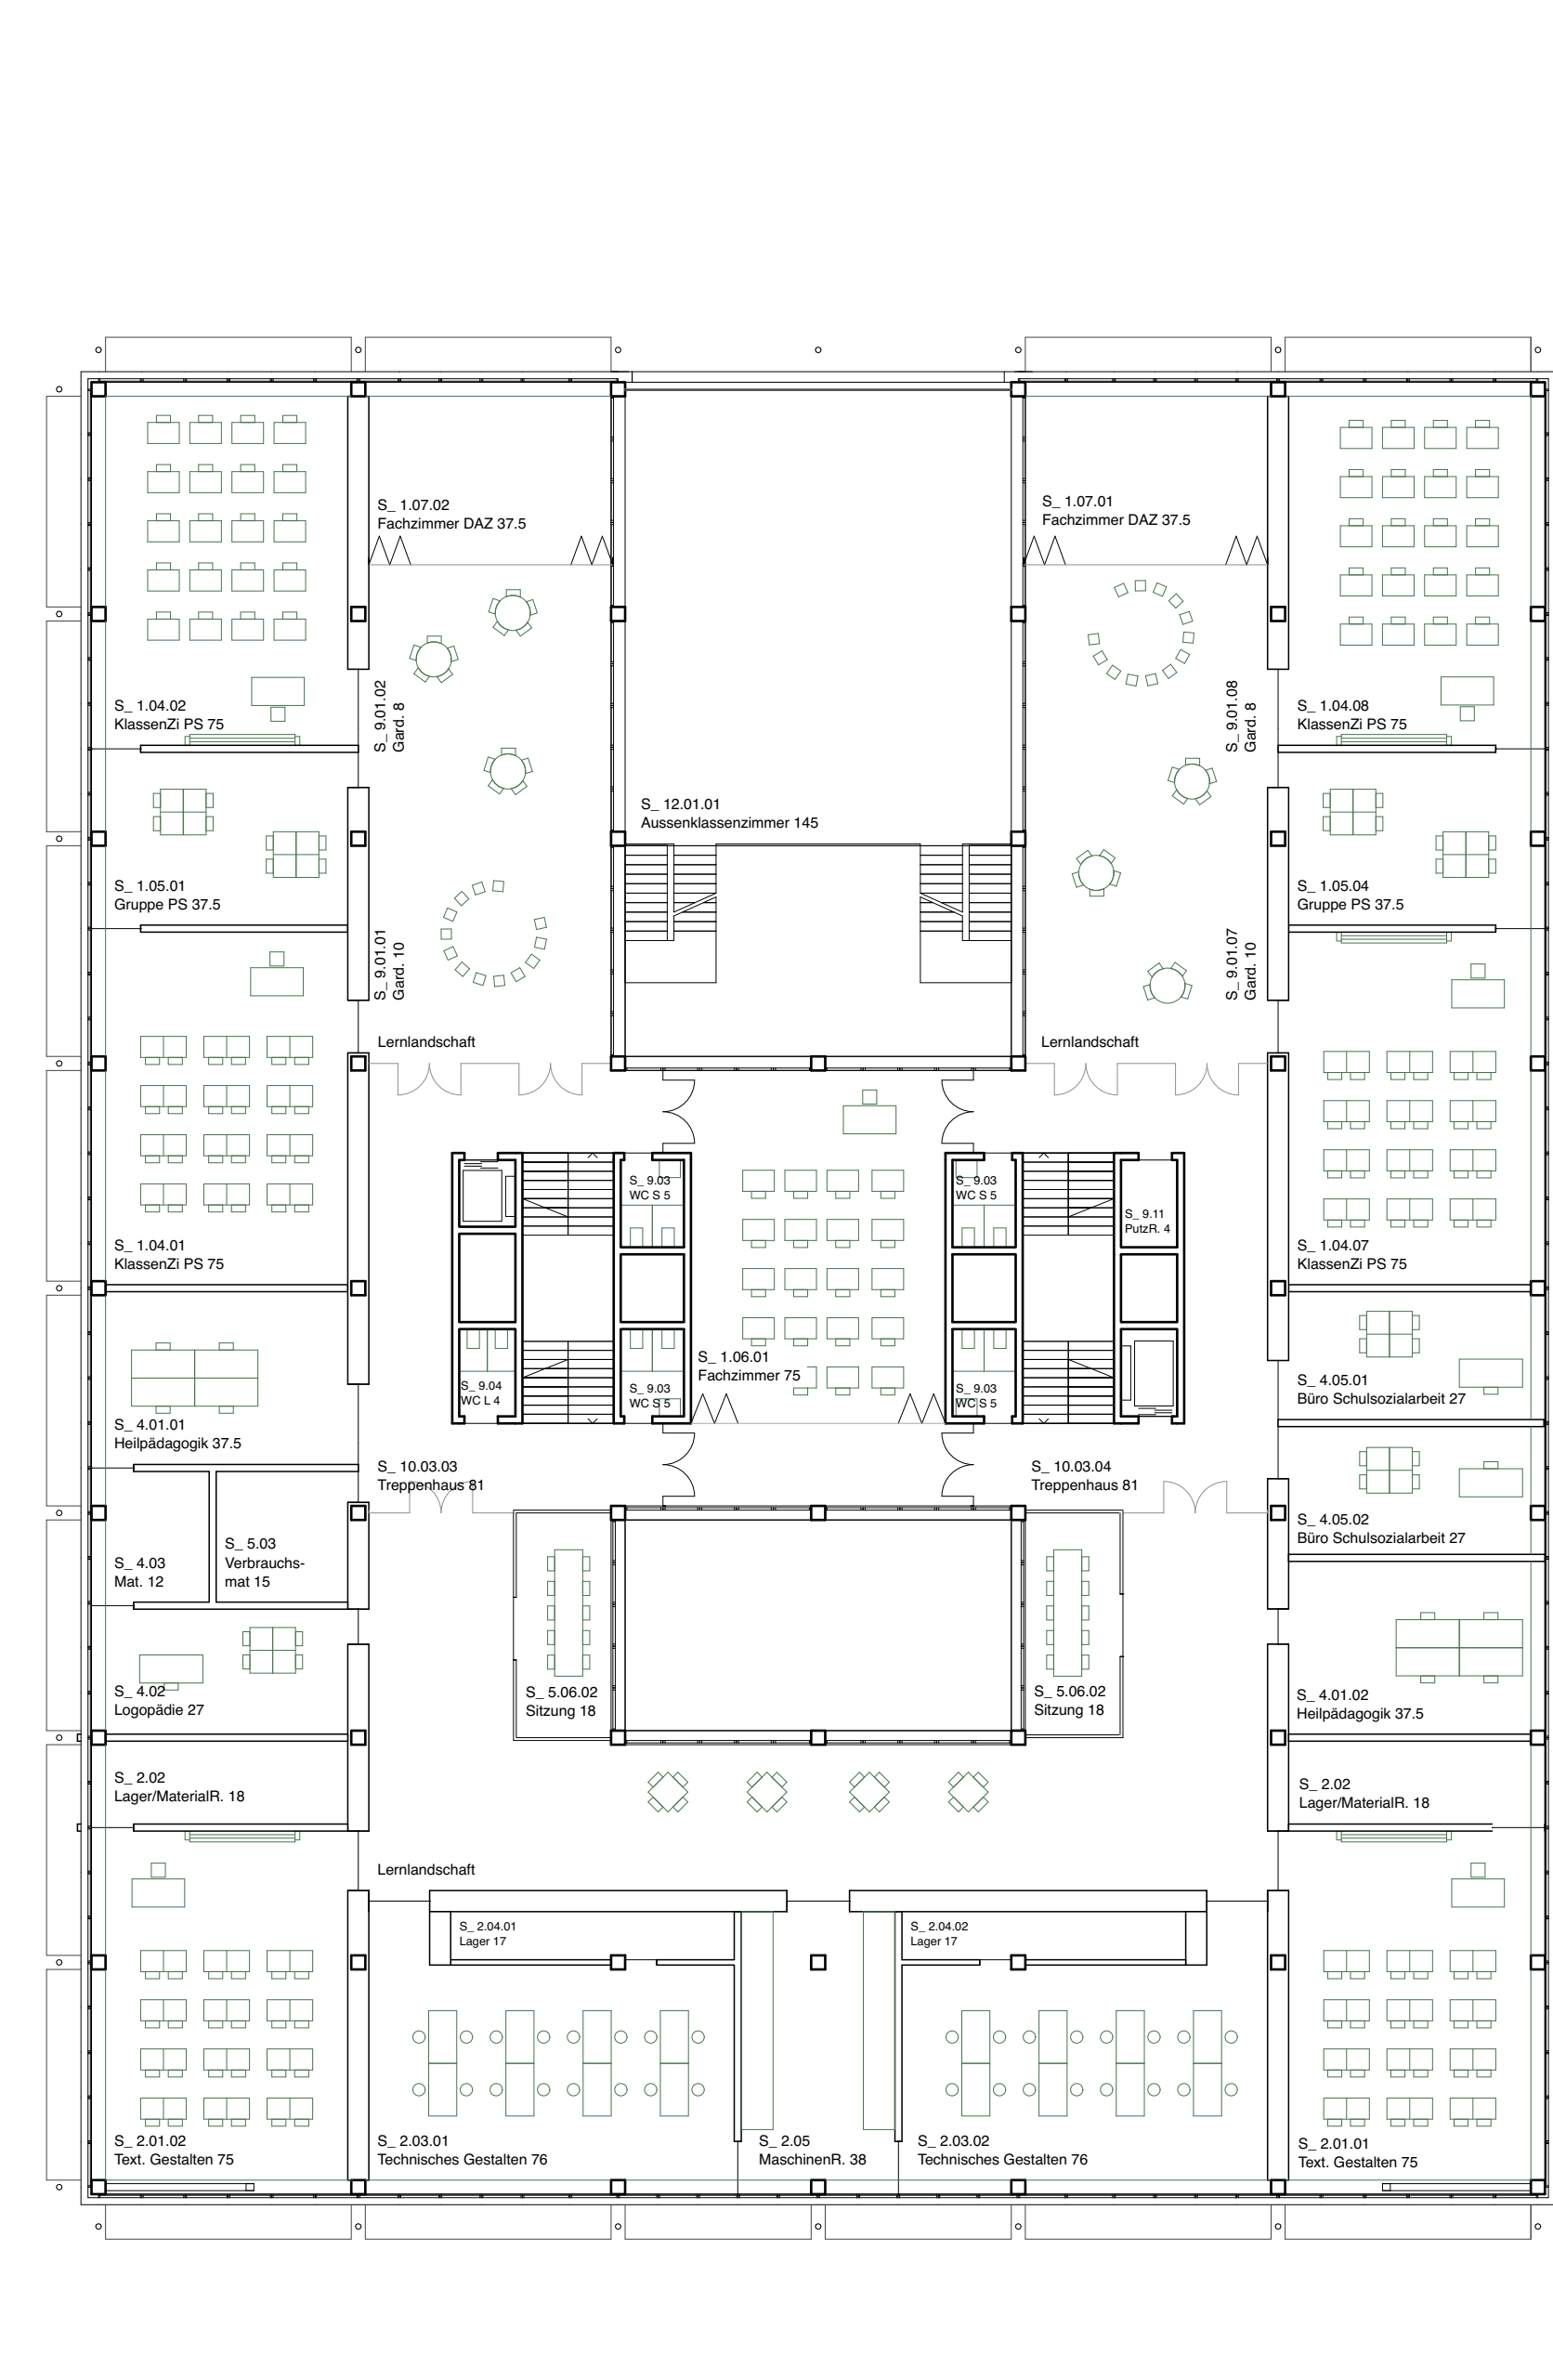 S_ 1.07.02
Fachzimmer DAZ 37.5
S_ 1.07.01
Fachzimmer DAZ 37.5
S_ 1.04.02
KlassenZi PS 75
S_ 9.01.02
Gard. 8
S_ 9.01.08
Gard. 8
S_ 1.04.08
KlassenZi PS 75
S_ 12.01.01
Aussenklassenzimmer 145
S_ 1.05.01
Gruppe PS 37.5
S_ 1.05.04
Gruppe PS 37.5
S_ 9.01.01
Gard. 10
S_ 9.01.07
Gard. 10
Lernlandschaft
Lernlandschaft
S_ 9.03
WC S 5
S_ 9.03
WC S 5
S_ 9.11
PutzR. 4
S_ 1.04.01
KlassenZi PS 75
S_ 1.04.07
KlassenZi PS 75
S_ 1.06.01
Fachzimmer 75
S_ 9.04
WC L 4
S_ 9.03
WC S 5
S_ 9.03
WC S 5
S_ 4.05.01
Büro Schulsozialarbeit 27
S_ 4.01.01
Heilpädagogik 37.5
S_ 10.03.03
Treppenhaus 81
S_ 10.03.04
Treppenhaus 81
S_ 4.05.02
Büro Schulsozialarbeit 27
S_ 4.03
Mat. 12
S_ 5.03
Verbrauchs-
mat 15
S_ 4.02
Logopädie 27
S_ 5.06.02
Sitzung 18
S_ 5.06.02
Sitzung 18
S_ 4.01.02
Heilpädagogik 37.5
S_ 2.02
Lager/MaterialR. 18
S_ 2.02
Lager/MaterialR. 18
Lernlandschaft
S_ 2.04.01
Lager 17
S_ 2.04.02
Lager 17
S_ 2.01.02
Text. Gestalten 75
S_ 2.03.01
Technisches Gestalten 76
S_ 2.05
MaschinenR. 38
S_ 2.03.02
Technisches Gestalten 76
S_ 2.01.01
Text. Gestalten 75